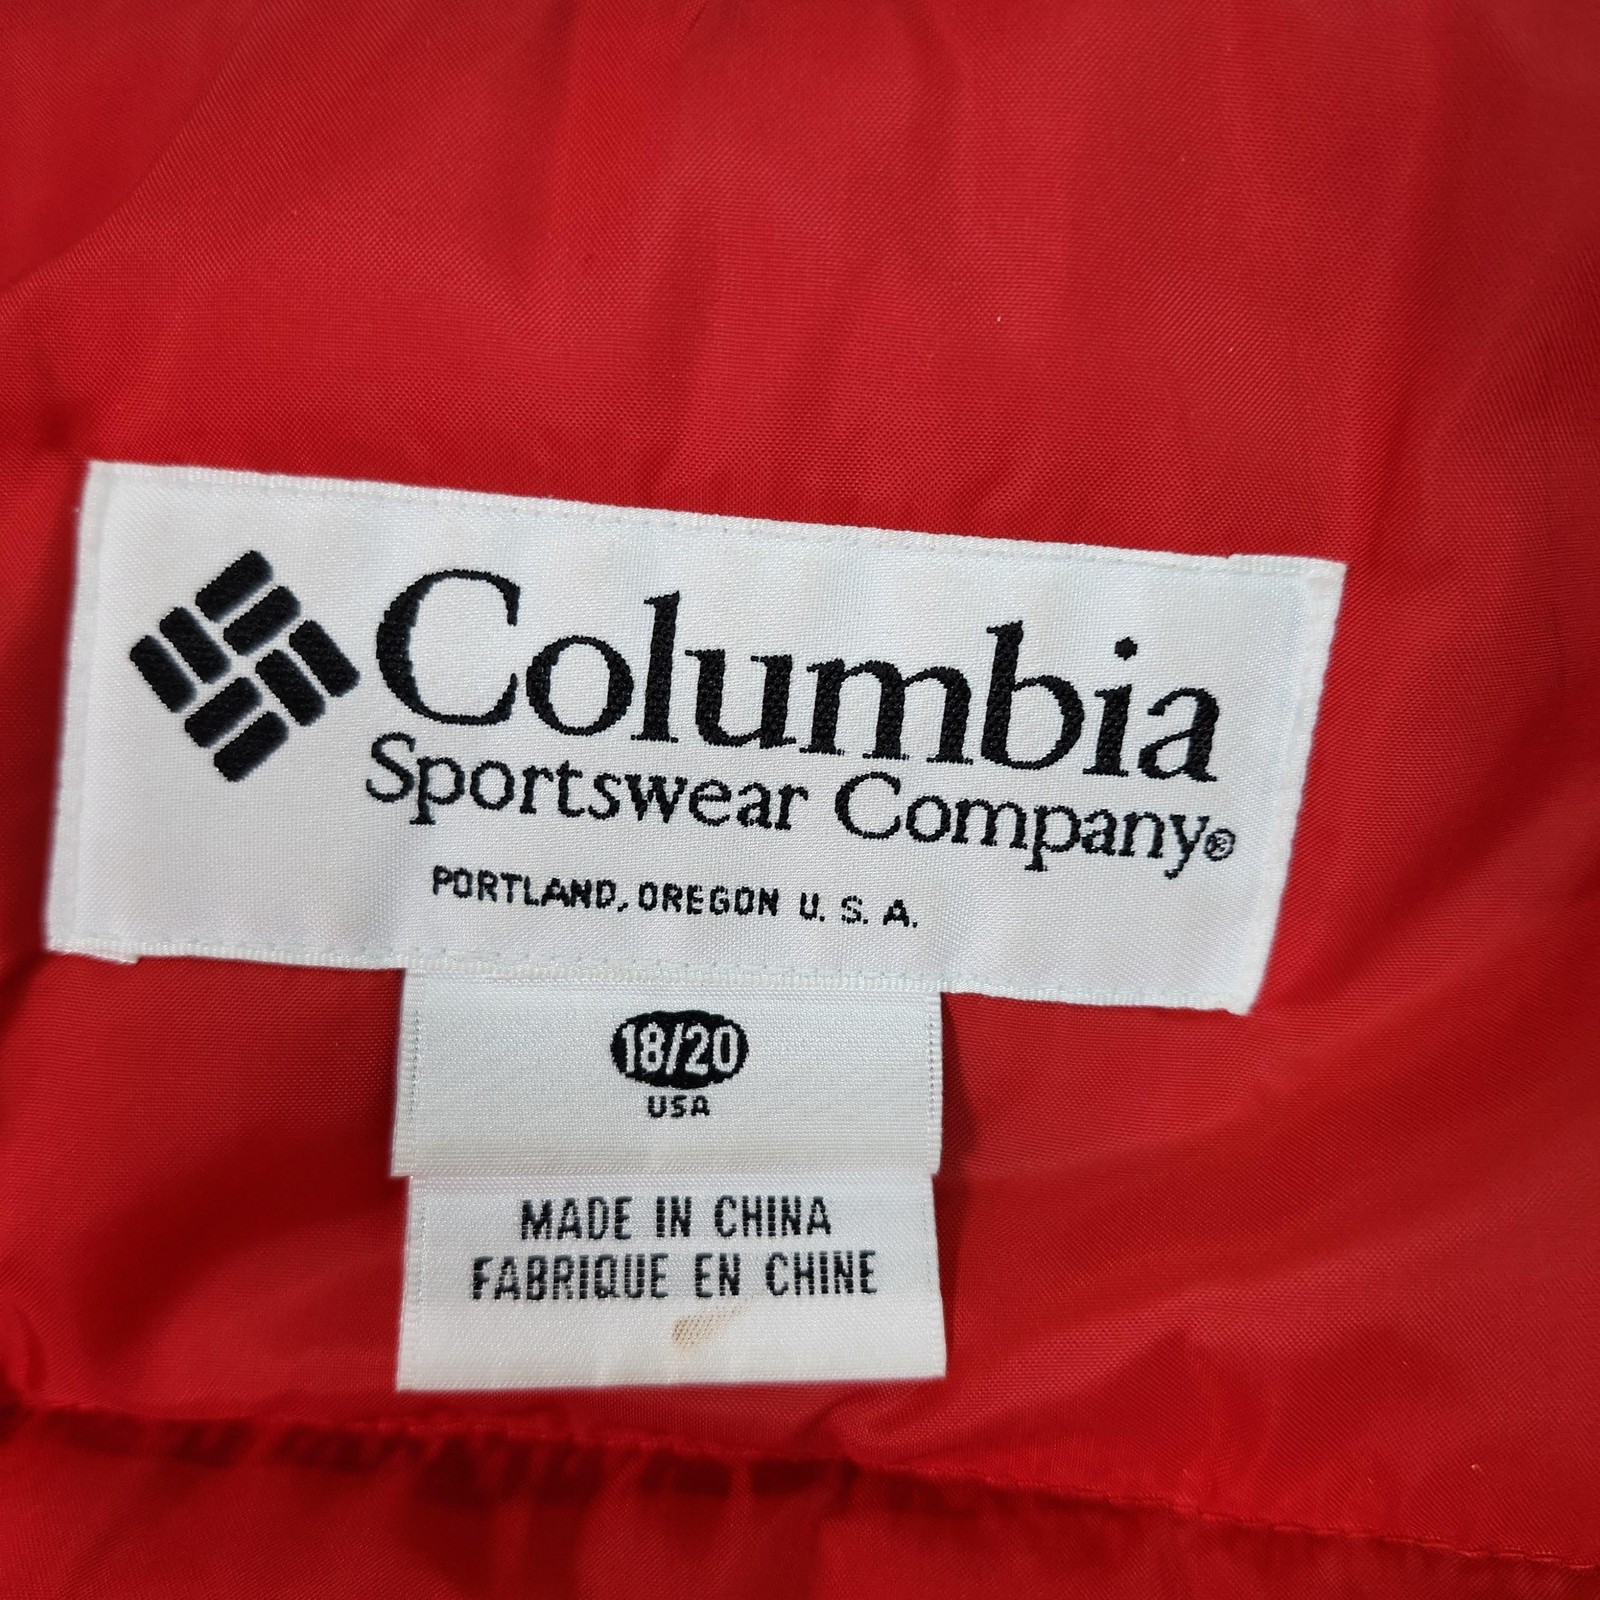 Columbia
Sportswear Company®
PORTLAND, OREGON U. S. A.
18/20
USA
MADE IN CHINA
FABRIQUE EN CHINE